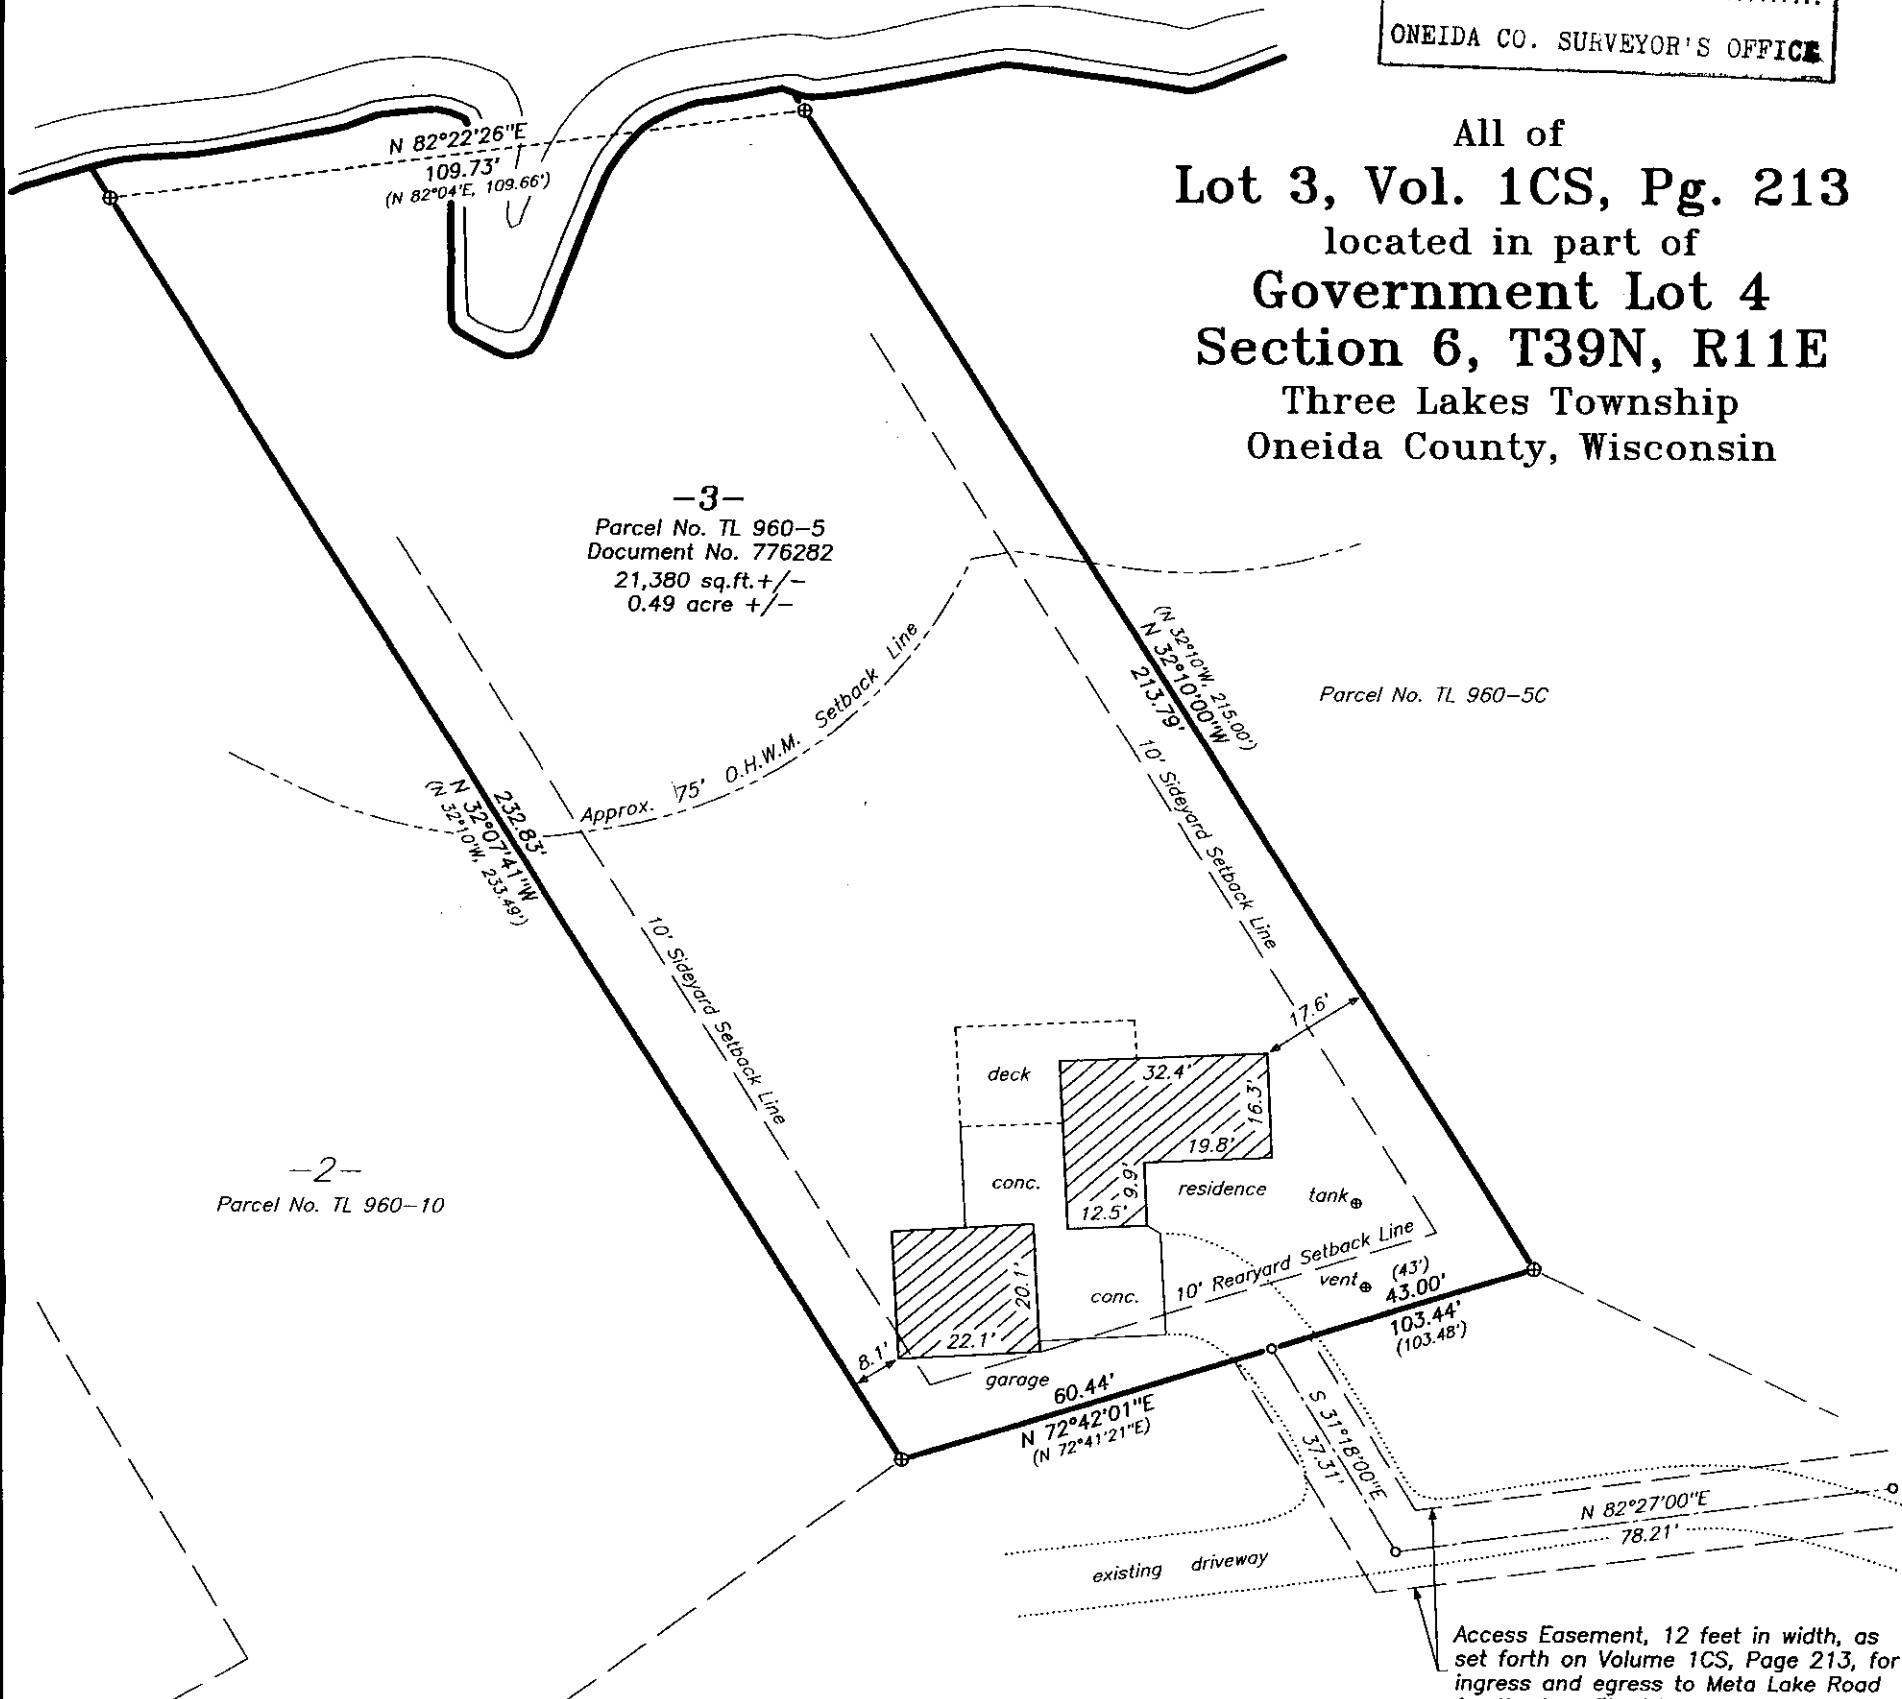 ONEIDA CO. SURVEYOR'S OFFICE
All of
Lot 3, Vol. 1CS, Pg. 213
located in part of
Government Lot 4
Section 6, T39N, R11E
Three Lakes Township
Oneida County, Wisconsin
N 82°22'26"E
109.73'
(N 82°04'E, 109.66')
-3-
Parcel No. TL 960-5
Document No. 776282
21,380 sq.ft.+/-
0.49 acre +/-
(N 32°10'W, 215.00')
N 32°10'00"W
213.79'
Parcel No. TL 960-5C
Approx. 75' O.H.W.M. Setback Line
232.83'
N 32°07'41"W
(N 32°10'W, 233.49')
10' Sideyard Setback Line
10' Sideyard Setback Line
17.6'
deck
32.4'
16.3'
19.8'
conc.
9.9'
12.5'
residence
tank
-2-
Parcel No. TL 960-10
20.1'
22.1'
conc.
10' Rearyard Setback Line
vent
(43')
43.00'
103.44'
(103.48')
8.1'
garage
60.44'
N 72°42'01"E
(N 72°41'21"E)
S 31°18'00"E
37.31'
N 82°27'00"E
78.21'
existing driveway
Access Easement, 12 feet in width, as
set forth on Volume 1CS, Page 213, for
ingress and egress to Meta Lake Road